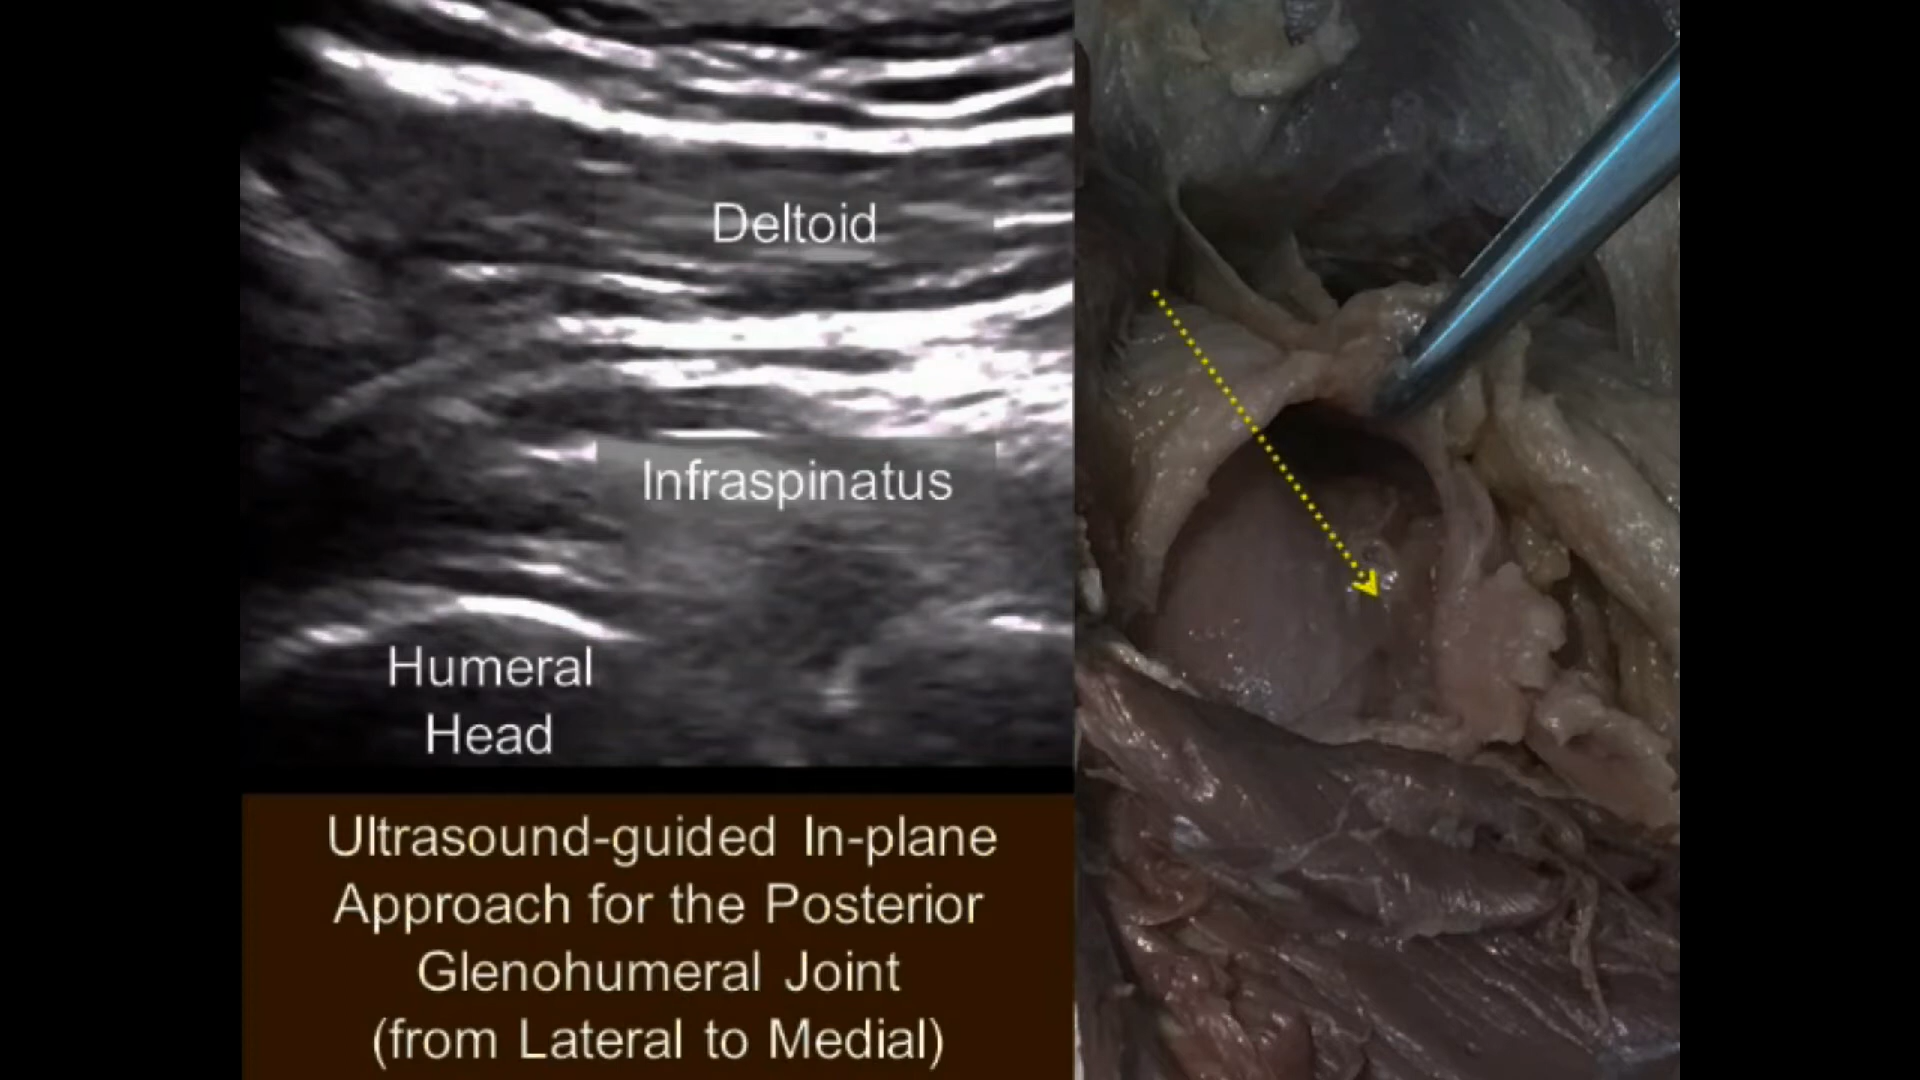 Deltoid
Infraspinatus
Humeral
Head
Ultrasound-guided In-plane
Approach for the Posterior
Glenohumeral Joint
(from Lateral to Medial)